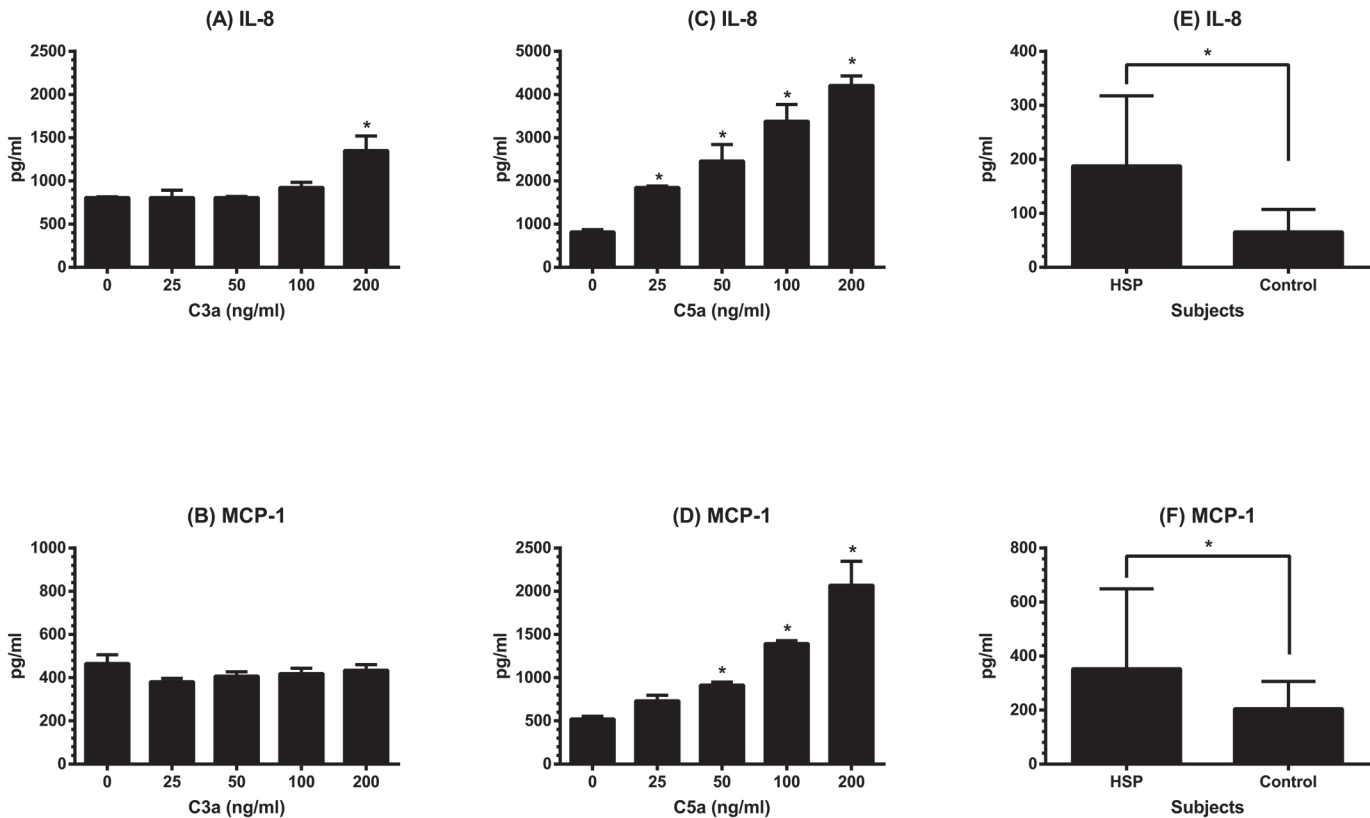 (A) IL-8
2500
2000
1500
1000
500
0
pg/ml
*
0 25 50 100 200
C3a (ng/ml)
(C) IL-8
5000
4000
3000
2000
1000
0
pg/ml
* * * *
0 25 50 100 200
C5a (ng/ml)
(E) IL-8
400
300
200
100
0
pg/ml
*
HSP Control
Subjects
(B) MCP-1
1000
800
600
400
200
0
pg/ml
0 25 50 100 200
C3a (ng/ml)
(D) MCP-1
2500
2000
1500
1000
500
0
pg/ml
* * *
0 25 50 100 200
C5a (ng/ml)
(F) MCP-1
800
600
400
200
0
pg/ml
*
HSP Control
Subjects